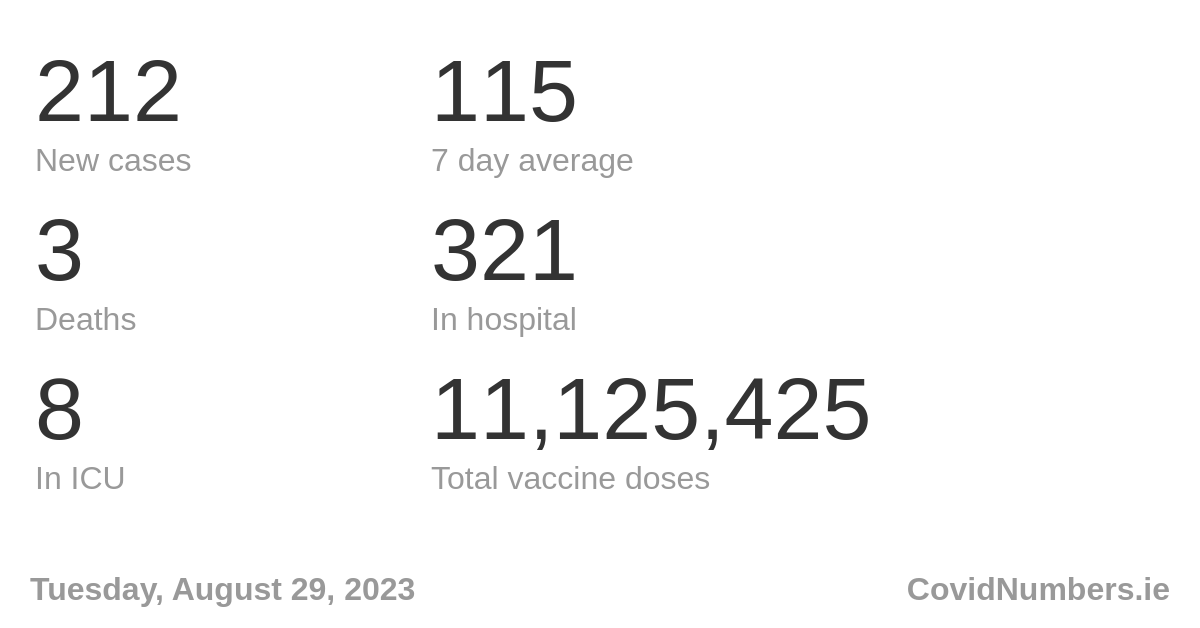 212
115
New cases
7 day average
3
321
Deaths
In hospital
8
11,125,425
In ICU
Total vaccine doses
Tuesday, August 29, 2023
CovidNumbers.ie